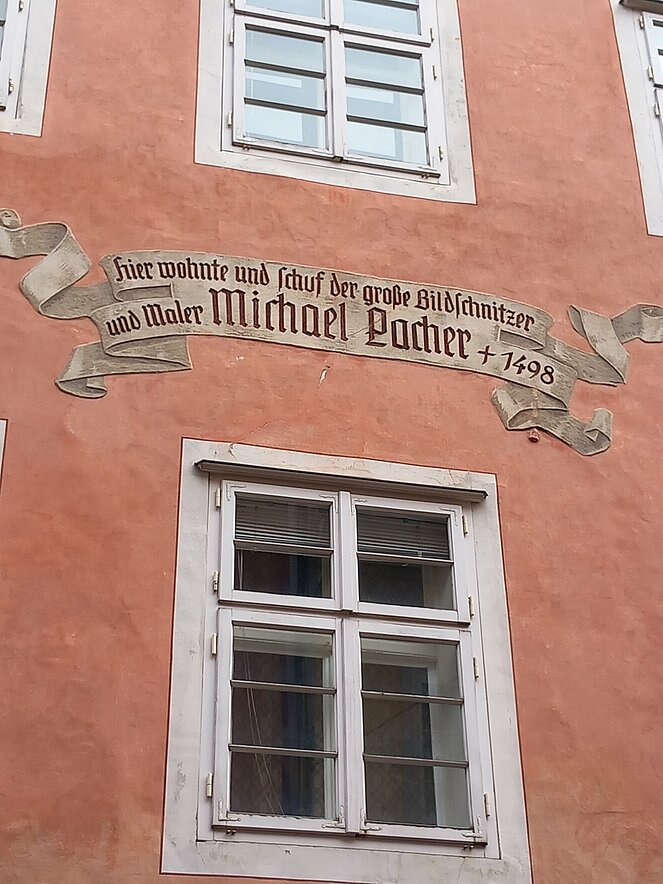 Hier wohnte und schuf der große Bildschnitzer
und Maler Michael Pacher + 1498